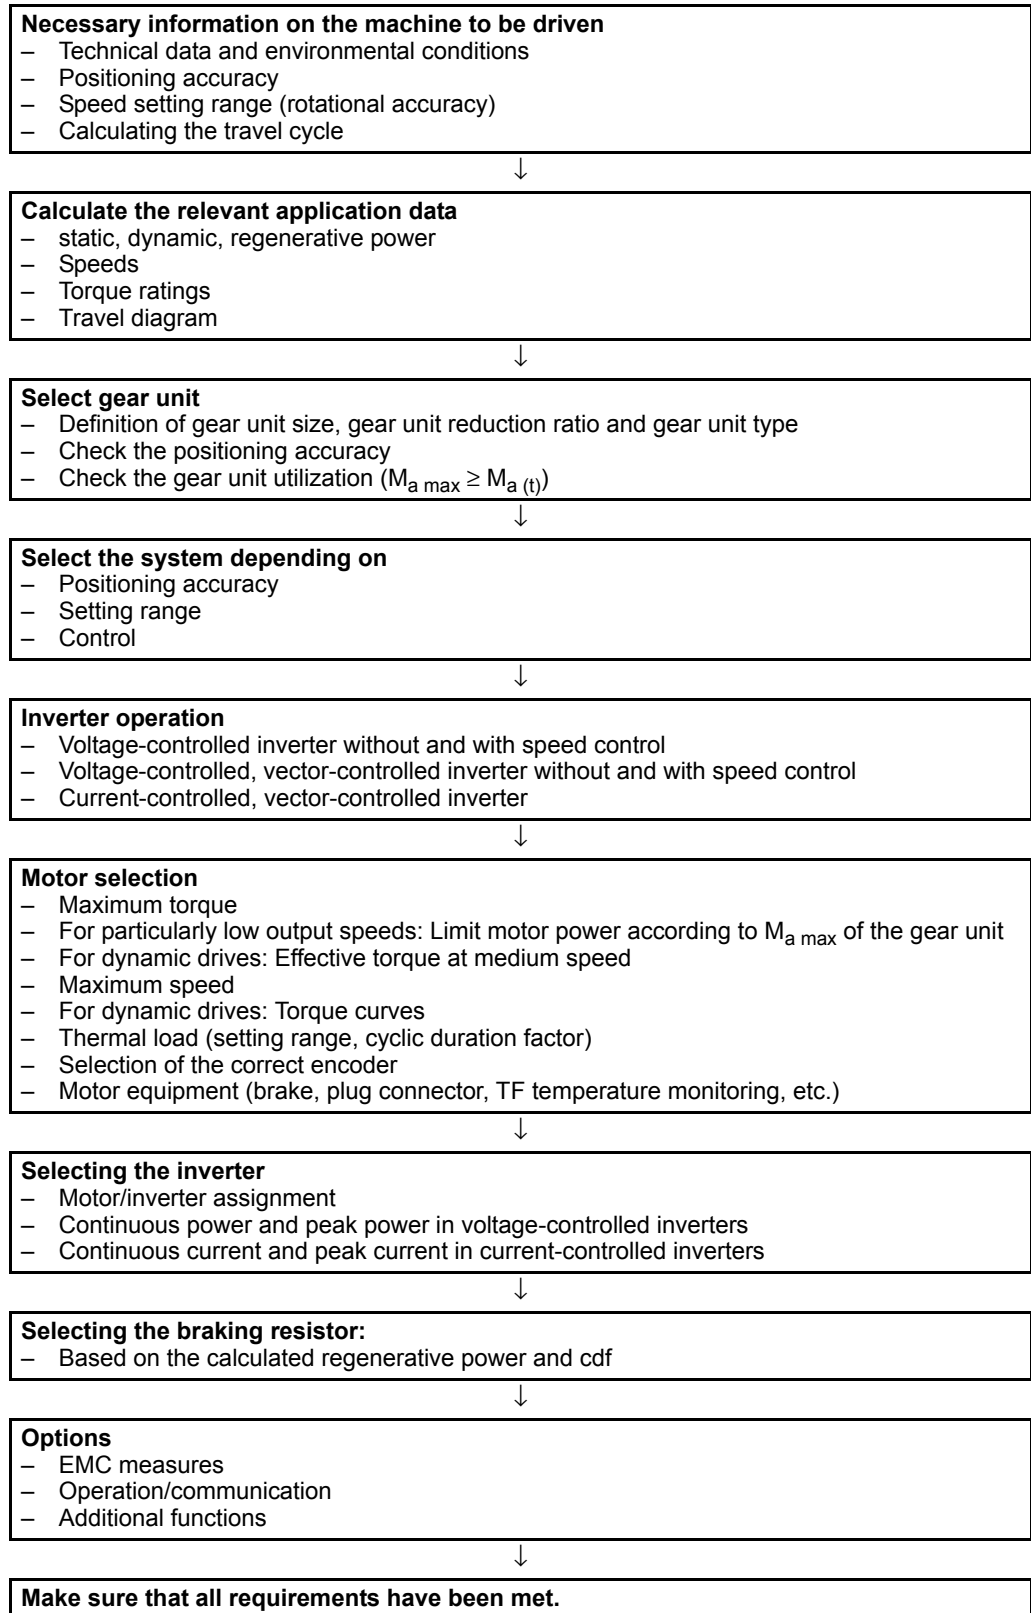 Necessary information on the machine to be driven
– Technical data and environmental conditions
– Positioning accuracy
– Speed setting range (rotational accuracy)
– Calculating the travel cycle
↓
Calculate the relevant application data
– static, dynamic, regenerative power
– Speeds
– Torque ratings
– Travel diagram
↓
Select gear unit
– Definition of gear unit size, gear unit reduction ratio and gear unit type
– Check the positioning accuracy
– Check the gear unit utilization (Ma max ≥ Ma (t))
↓
Select the system depending on
– Positioning accuracy
– Setting range
– Control
↓
Inverter operation
– Voltage-controlled inverter without and with speed control
– Voltage-controlled, vector-controlled inverter without and with speed control
– Current-controlled, vector-controlled inverter
↓
Motor selection
– Maximum torque
– For particularly low output speeds: Limit motor power according to Ma max of the gear unit
– For dynamic drives: Effective torque at medium speed
– Maximum speed
– For dynamic drives: Torque curves
– Thermal load (setting range, cyclic duration factor)
– Selection of the correct encoder
– Motor equipment (brake, plug connector, TF temperature monitoring, etc.)
↓
Selecting the inverter
– Motor/inverter assignment
– Continuous power and peak power in voltage-controlled inverters
– Continuous current and peak current in current-controlled inverters
↓
Selecting the braking resistor:
– Based on the calculated regenerative power and cdf
↓
Options
– EMC measures
– Operation/communication
– Additional functions
↓
Make sure that all requirements have been met.